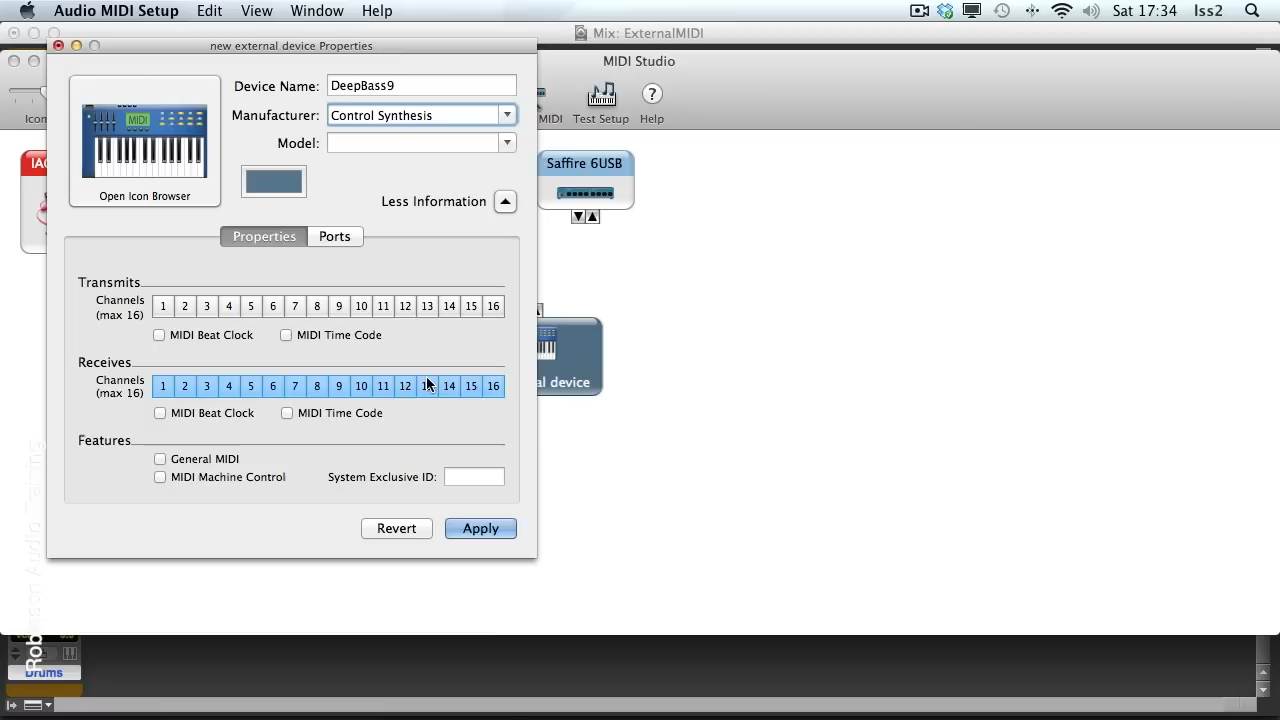 Audio MIDI Setup Edit View Window Help Sat 17:34 Iss2
Mix: ExternalMIDI
new external device Properties
MIDI Studio
Device Name: DeepBass9
Manufacturer: Control Synthesis
Model:
MIDI
Open Icon Browser
MIDI Test Setup Help
Less Information
Saffire 6USB
Properties Ports
Transmits
Channels
(max 16)
1 2 3 4 5 6 7 8 9 10 11 12 13 14 15 16
MIDI Beat Clock MIDI Time Code
Receives
Channels
(max 16)
1 2 3 4 5 6 7 8 9 10 11 12 14 15 16
MIDI Beat Clock MIDI Time Code
al device
Features
General MIDI
MIDI Machine Control System Exclusive ID:
Revert Apply
Drums